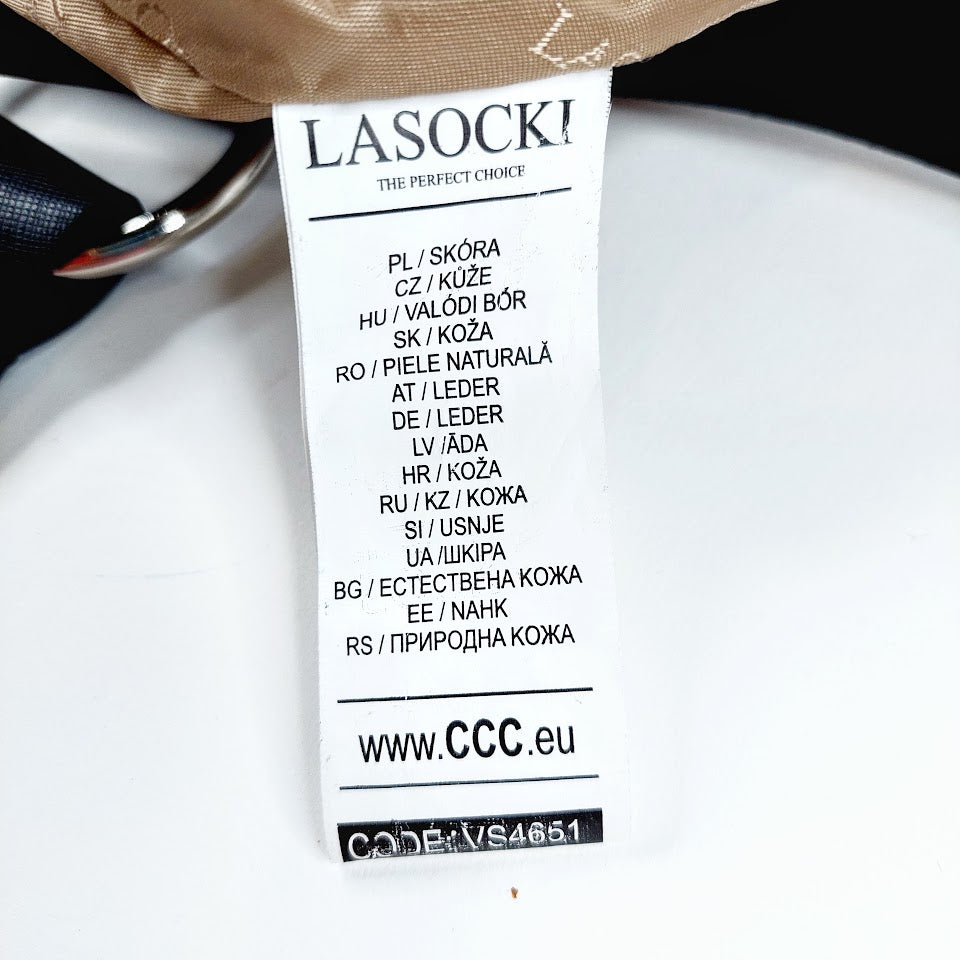 LASOCKI
THE PERFECT CHOICE
PL / SKÓRA
CZ / KŮŽE
HU / VALÓDI BŐR
SK / KOŽA
RO / PIELE NATURALĂ
AT / LEDER
DE / LEDER
LV /ĀDA
HR / KOŽA
RU / KZ / КОЖА
SI / USNJE
UA /ШКІРА
BG / ЕСТЕСТВЕНА КОЖА
EE / NAHK
RS / ПРИРОДНА КОЖА
www.CCC.eu
CODE: VS4651